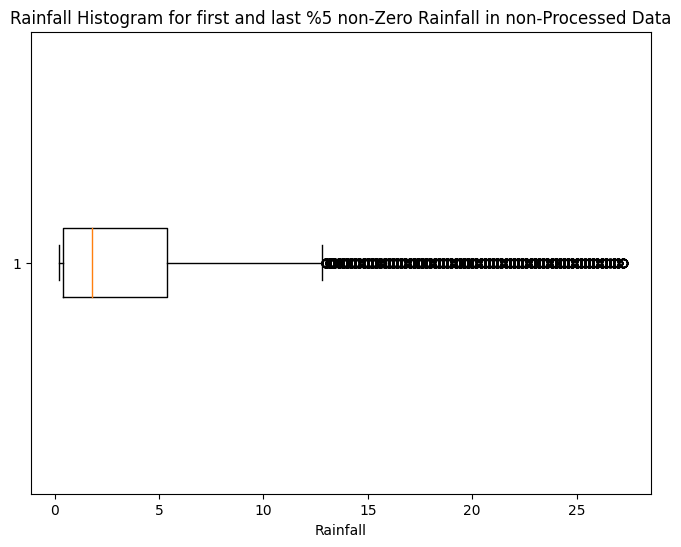 Rainfall Histogram for first and last %5 non-Zero Rainfall in non-Processed Data
1
0 5 10 15 20 25
Rainfall